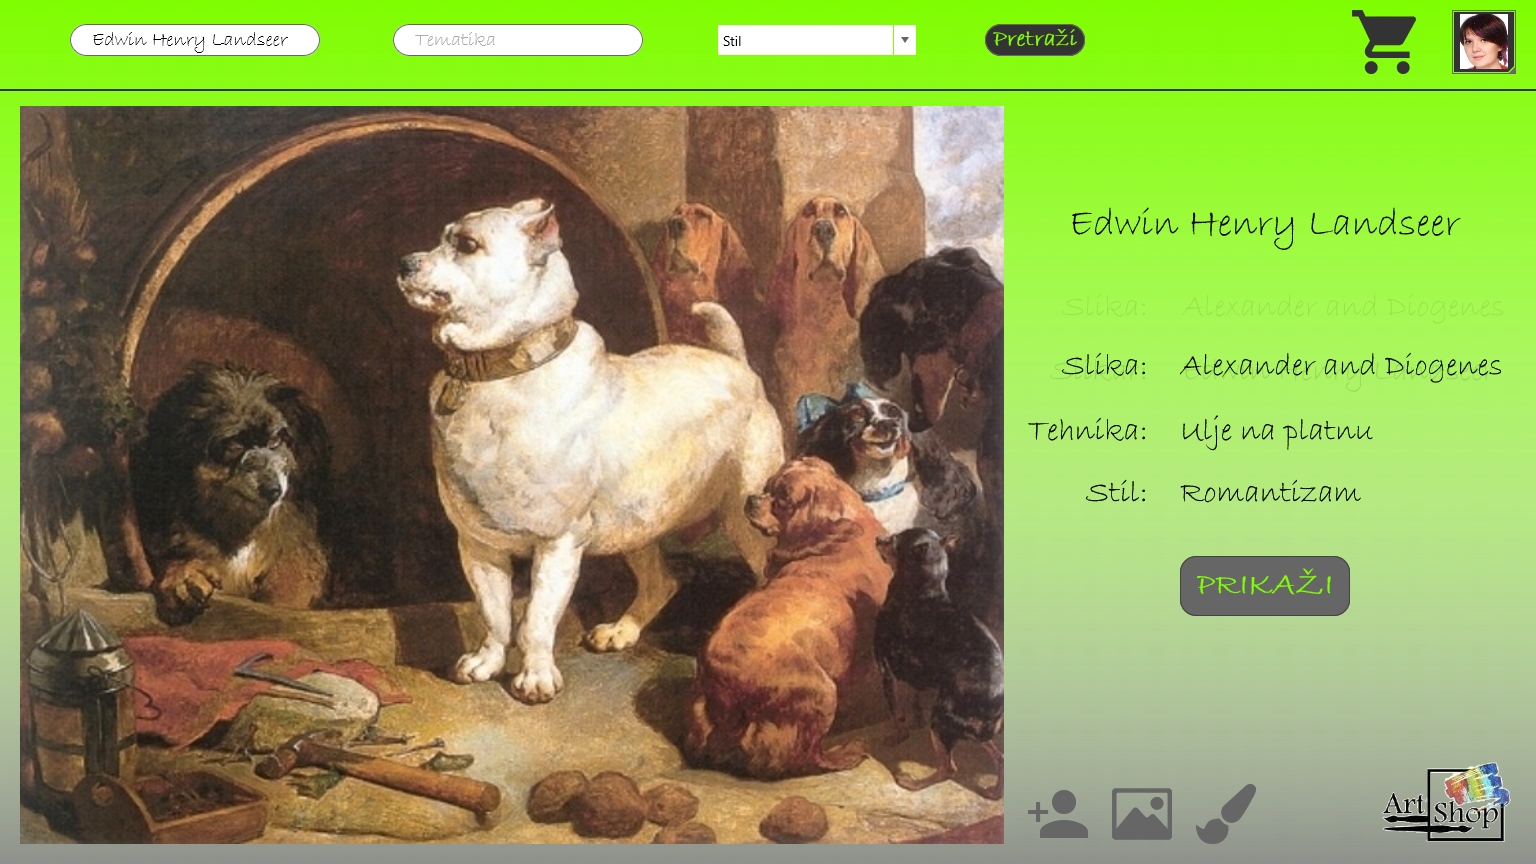 Edwin Henry Landseer
Tematika
Stil
Pretraži
Edwin Henry Landseer
Slika: Alexander and Diogenes
Slika: Alexander and Diogenes
Tehnika: Ulje na platnu
Stil: Romantizam
PRIKAŽI
Art
Shop